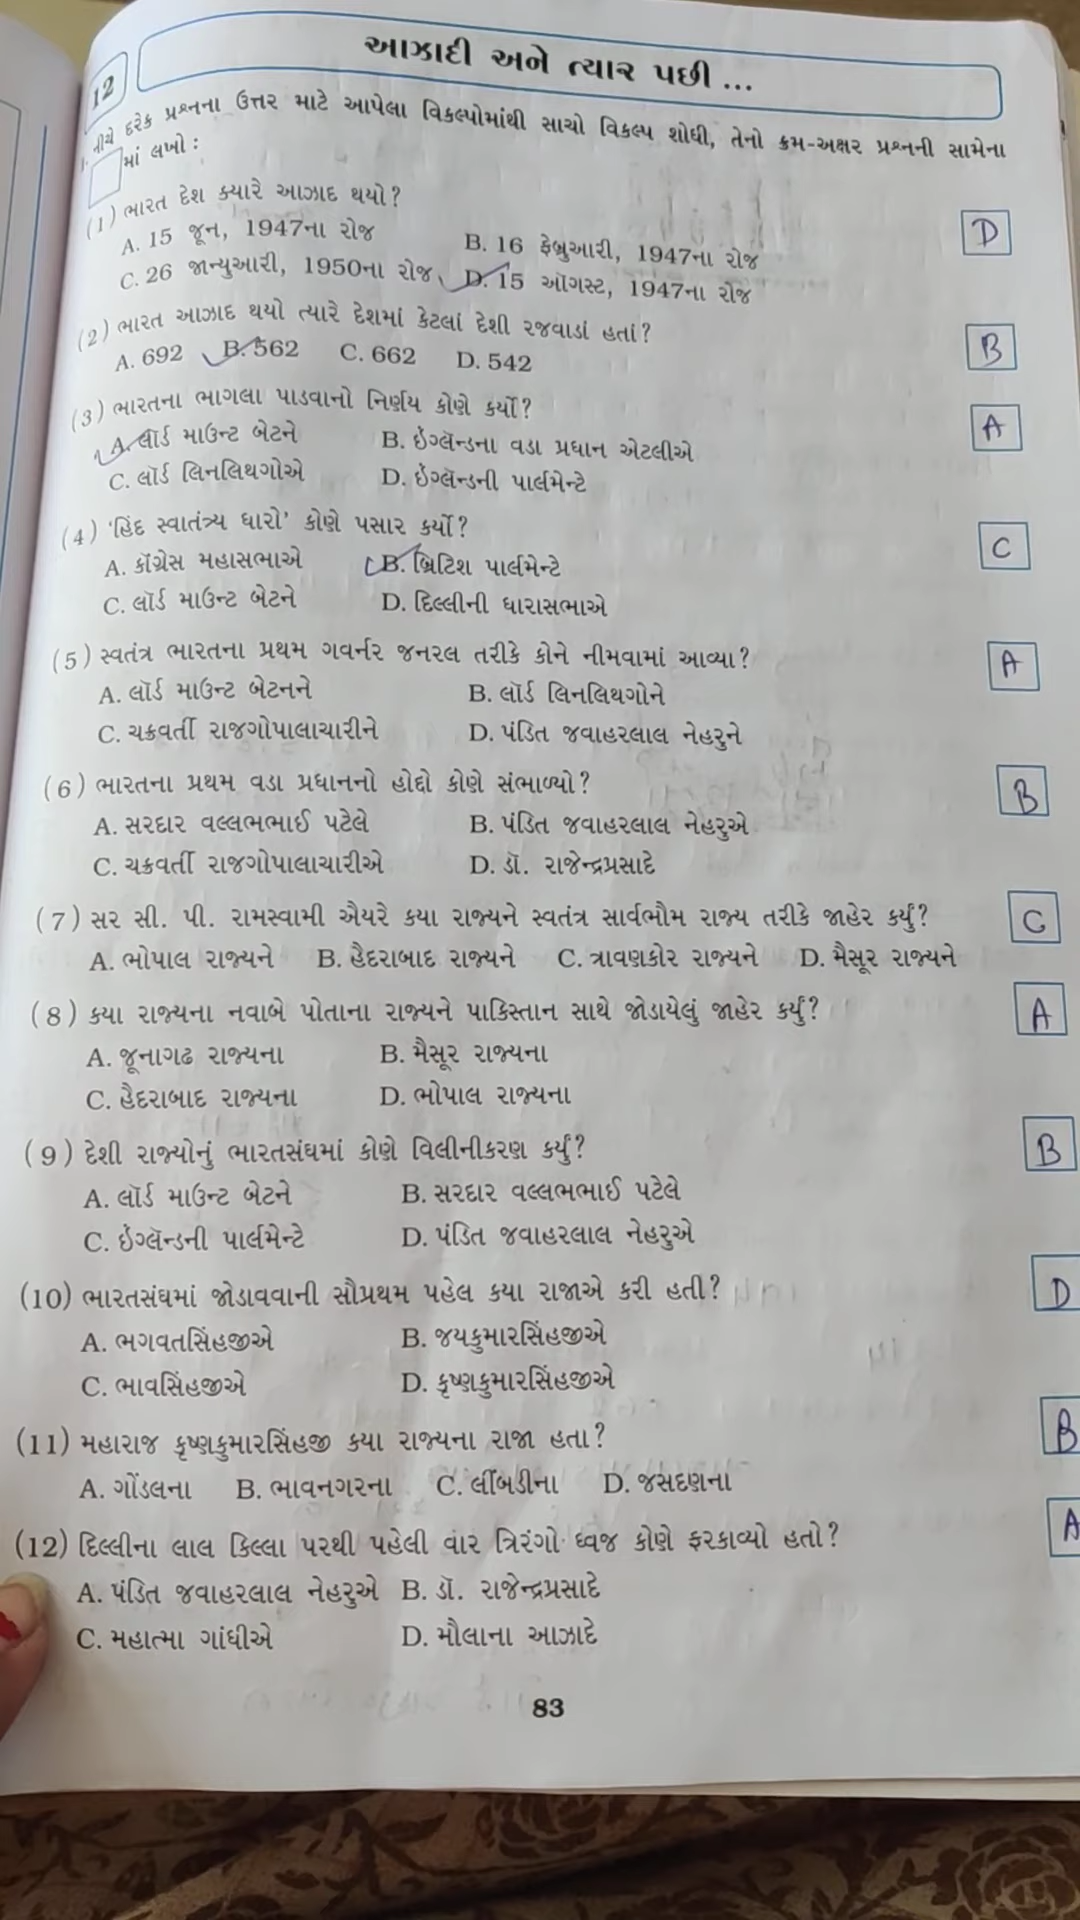 12
આઝાદી અને ત્યાર પછી ...
નીચે દરેક પ્રશ્નના ઉત્તર માટે આપેલા વિકલ્પોમાંથી સાચો વિકલ્પ શોધી, તેનો ક્રમ-અક્ષર પ્રશ્નની સામેના
માં લખો :
(1) ભારત દેશ ક્યારે આઝાદ થયો? D
A. 15 જૂન, 1947ના રોજ B. 16 ફેબ્રુઆરી, 1947ના રોજ
C. 26 જાન્યુઆરી, 1950ના રોજ D. 15 ઑગસ્ટ, 1947ના રોજ
(2) ભારત આઝાદ થયો ત્યારે દેશમાં કેટલાં દેશી રજવાડાં હતાં? B
A. 692 B. 562 C. 662 D. 542
(3) ભારતના ભાગલા પાડવાનો નિર્ણય કોણે કર્યો? A
A. લૉર્ડ માઉન્ટ બેટને B. ઇંગ્લૅન્ડના વડા પ્રધાન એટલીએ
C. લૉર્ડ લિનલિથગોએ D. ઇંગ્લૅન્ડની પાર્લમેન્ટે
(4) ‘હિંદ સ્વાતંત્ર્ય ધારો’ કોણે પસાર કર્યો? C
A. કૉંગ્રેસ મહાસભાએ B. બ્રિટિશ પાર્લમેન્ટે
C. લૉર્ડ માઉન્ટ બેટને D. દિલ્લીની ધારાસભાએ
(5) સ્વતંત્ર ભારતના પ્રથમ ગવર્નર જનરલ તરીકે કોને નીમવામાં આવ્યા? A
A. લૉર્ડ માઉન્ટ બેટનને B. લૉર્ડ લિનલિથગોને
C. ચક્રવર્તી રાજગોપાલાચારીને D. પંડિત જવાહરલાલ નેહરુને
(6) ભારતના પ્રથમ વડા પ્રધાનનો હોદ્દો કોણે સંભાળ્યો? B
A. સરદાર વલ્લભભાઈ પટેલે B. પંડિત જવાહરલાલ નેહરુએ
C. ચક્રવર્તી રાજગોપાલાચારીએ D. ડૉ. રાજેન્દ્રપ્રસાદે
(7) સર સી. પી. રામસ્વામી ઐયરે કયા રાજ્યને સ્વતંત્ર સાર્વભૌમ રાજ્ય તરીકે જાહેર કર્યું? C
A. ભોપાલ રાજ્યને B. હૈદરાબાદ રાજ્યને C. ત્રાવણકોર રાજ્યને D. મૈસૂર રાજ્યને
(8) કયા રાજ્યના નવાબે પોતાના રાજ્યને પાકિસ્તાન સાથે જોડાયેલું જાહેર કર્યું? A
A. જૂનાગઢ રાજ્યના B. મૈસૂર રાજ્યના
C. હૈદરાબાદ રાજ્યના D. ભોપાલ રાજ્યના
(9) દેશી રાજ્યોનું ભારતસંઘમાં કોણે વિલીનીકરણ કર્યું? B
A. લૉર્ડ માઉન્ટ બેટને B. સરદાર વલ્લભભાઈ પટેલે
C. ઇંગ્લૅન્ડની પાર્લમેન્ટે D. પંડિત જવાહરલાલ નેહરુએ
(10) ભારતસંઘમાં જોડાવવાની સૌપ્રથમ પહેલ કયા રાજાએ કરી હતી? D
A. ભગવતસિંહજીએ B. જયકુમારસિંહજીએ
C. ભાવસિંહજીએ D. કૃષ્ણકુમારસિંહજીએ
(11) મહારાજ કૃષ્ણકુમારસિંહજી કયા રાજ્યના રાજા હતા? B
A. ગોંડલના B. ભાવનગરના C. લીંબડીના D. જસદણના
(12) દિલ્લીના લાલ કિલ્લા પરથી પહેલી વાર ત્રિરંગો ધ્વજ કોણે ફરકાવ્યો હતો? A
A. પંડિત જવાહરલાલ નેહરુએ B. ડૉ. રાજેન્દ્રપ્રસાદે
C. મહાત્મા ગાંધીએ D. મૌલાના આઝાદે
83